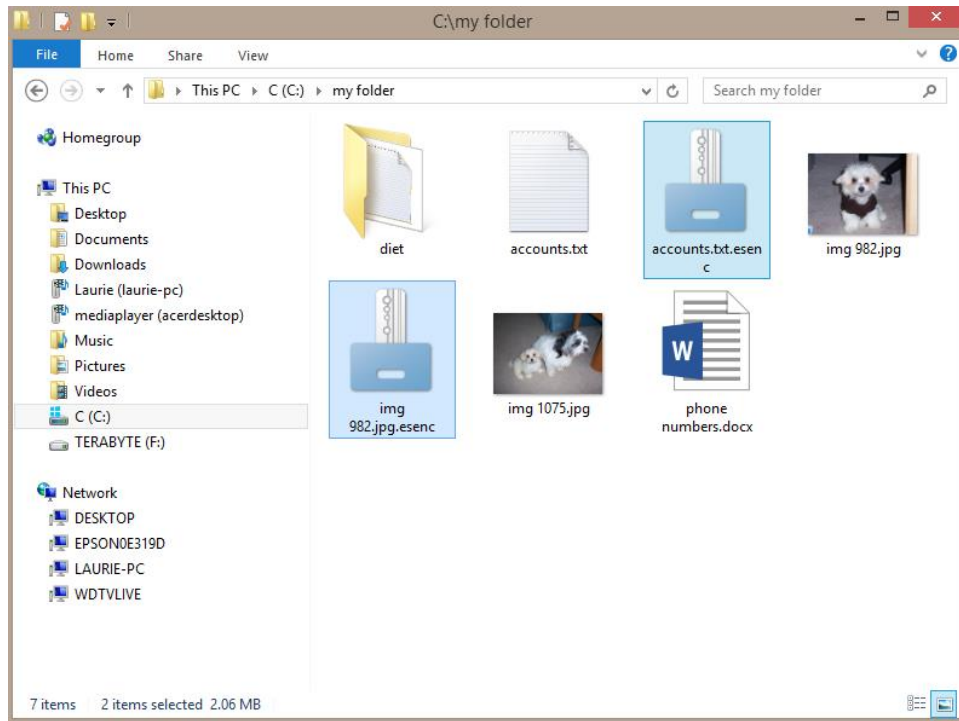 C:\my folder
File Home Share View
This PC C (C:) my folder
Search my folder
Homegroup
This PC
Desktop
Documents
Downloads
Laurie (laurie-pc)
mediaplayer (acerdesktop)
Music
Pictures
Videos
C (C:)
TERABYTE (F:)
Network
DESKTOP
EPSON0E319D
LAURIE-PC
WDTVLIVE
diet
accounts.txt
accounts.txt.esen
c
img 982.jpg
img
982.jpg.esenc
img 1075.jpg
W
phone
numbers.docx
7 items 2 items selected 2.06 MB